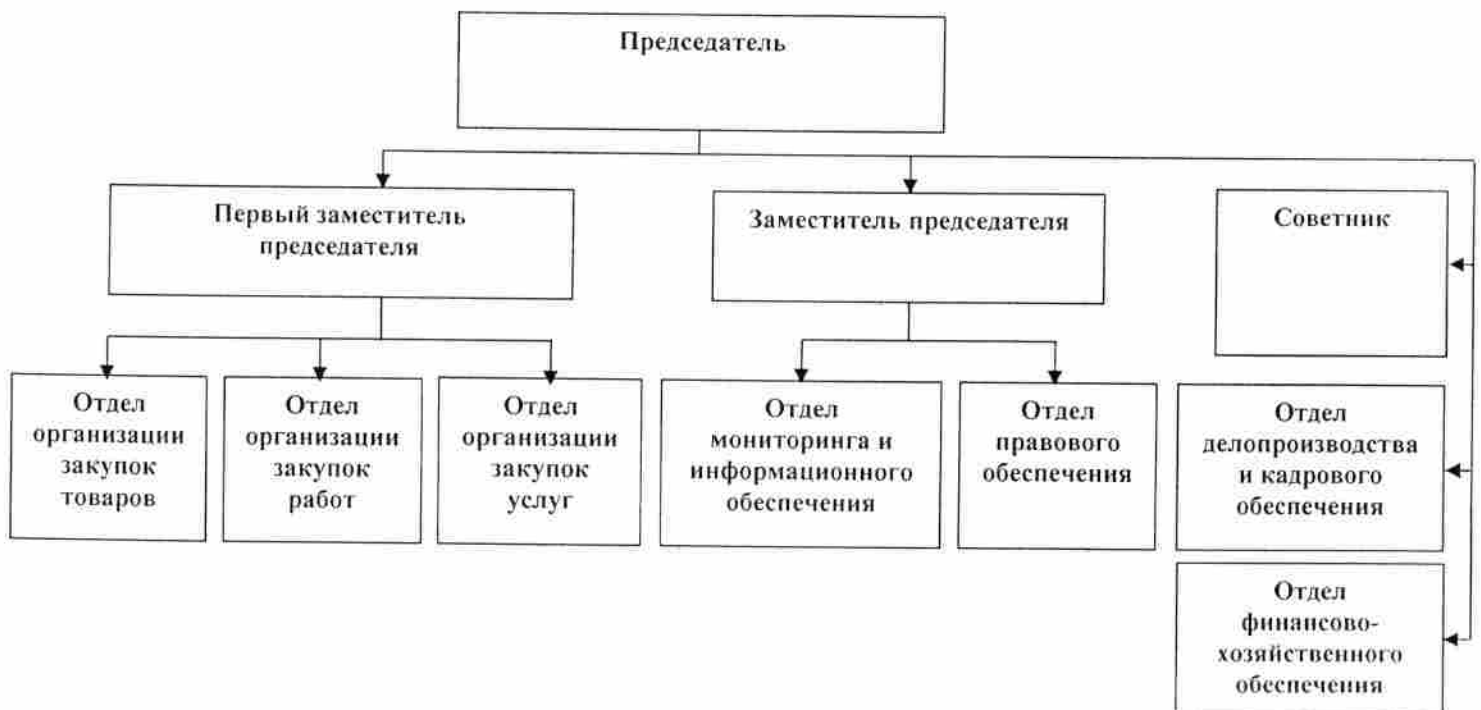 Председатель
Первый заместитель
председателя
Заместитель председателя
Советник
Отдел
организации
закупок
товаров
Отдел
организации
закупок
работ
Отдел
организации
закупок
услуг
Отдел
мониторинга и
информационного
обеспечения
Отдел
правового
обеспечения
Отдел
делопроизводства
и кадрового
обеспечения
Отдел
финансово-
хозяйственного
обеспечения